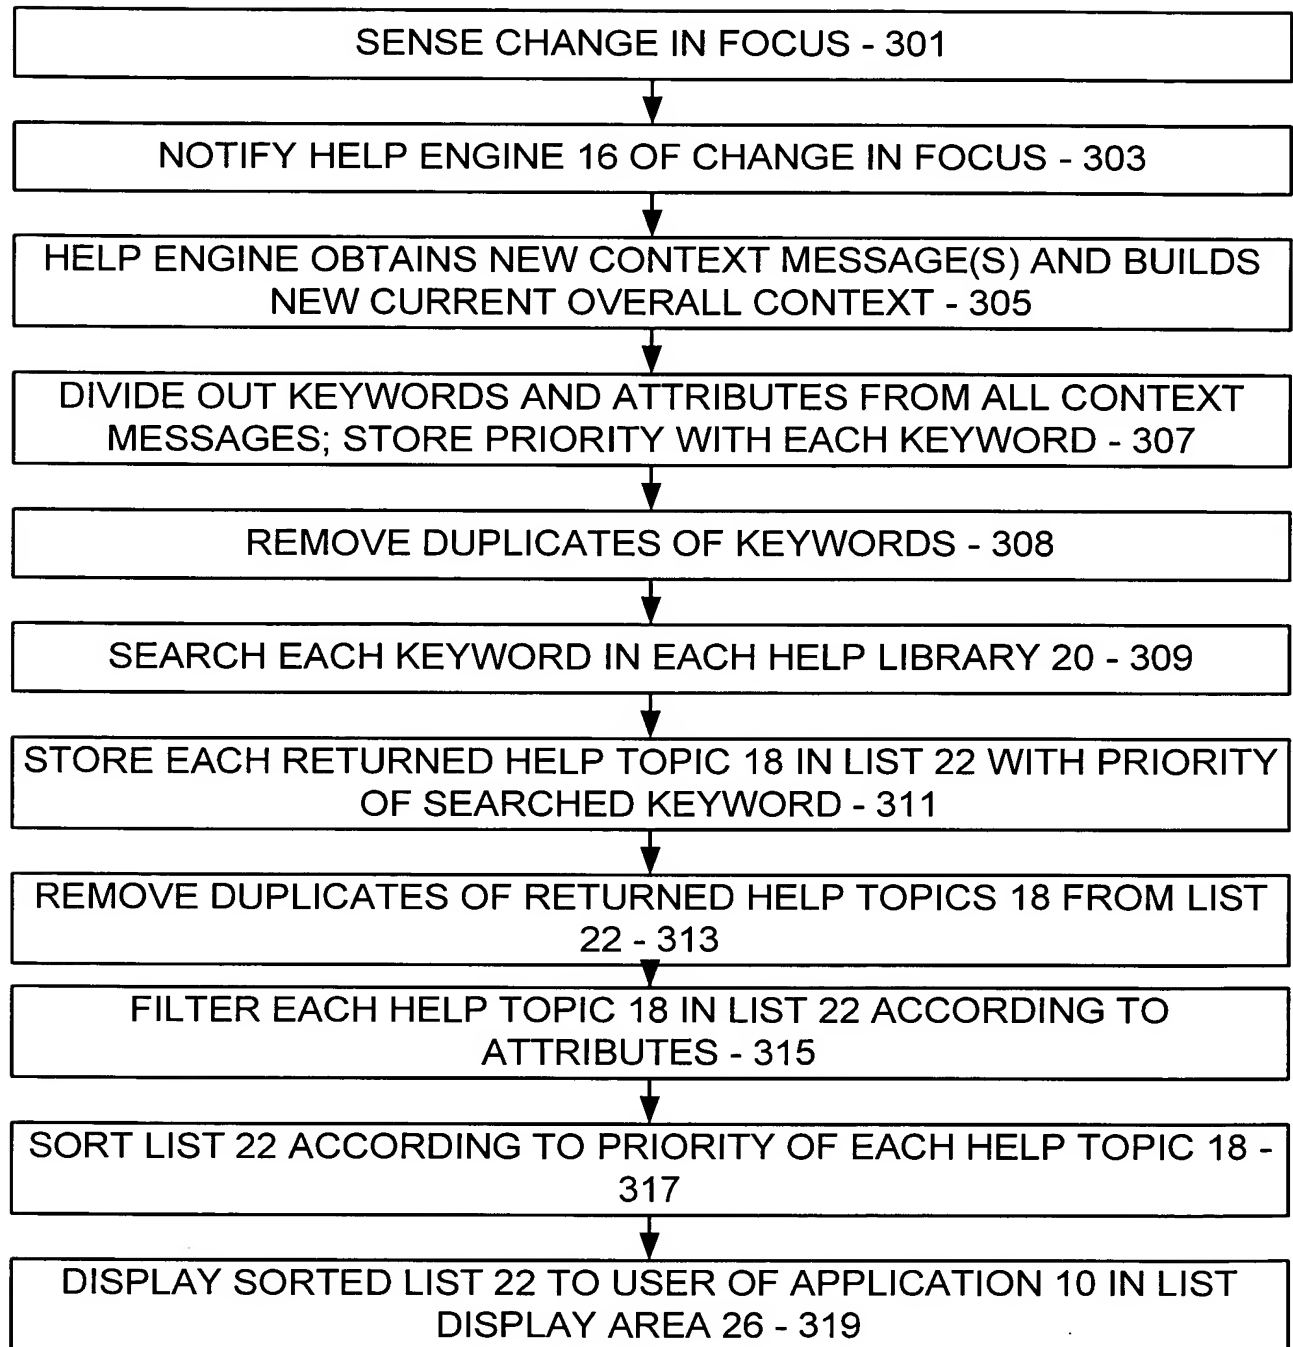 SENSE CHANGE IN FOCUS - 301
NOTIFY HELP ENGINE 16 OF CHANGE IN FOCUS - 303
HELP ENGINE OBTAINS NEW CONTEXT MESSAGE(S) AND BUILDS
NEW CURRENT OVERALL CONTEXT - 305
DIVIDE OUT KEYWORDS AND ATTRIBUTES FROM ALL CONTEXT
MESSAGES; STORE PRIORITY WITH EACH KEYWORD - 307
REMOVE DUPLICATES OF KEYWORDS - 308
SEARCH EACH KEYWORD IN EACH HELP LIBRARY 20 - 309
STORE EACH RETURNED HELP TOPIC 18 IN LIST 22 WITH PRIORITY
OF SEARCHED KEYWORD - 311
REMOVE DUPLICATES OF RETURNED HELP TOPICS 18 FROM LIST
22 - 313
FILTER EACH HELP TOPIC 18 IN LIST 22 ACCORDING TO
ATTRIBUTES - 315
SORT LIST 22 ACCORDING TO PRIORITY OF EACH HELP TOPIC 18 -
317
DISPLAY SORTED LIST 22 TO USER OF APPLICATION 10 IN LIST
DISPLAY AREA 26 - 319